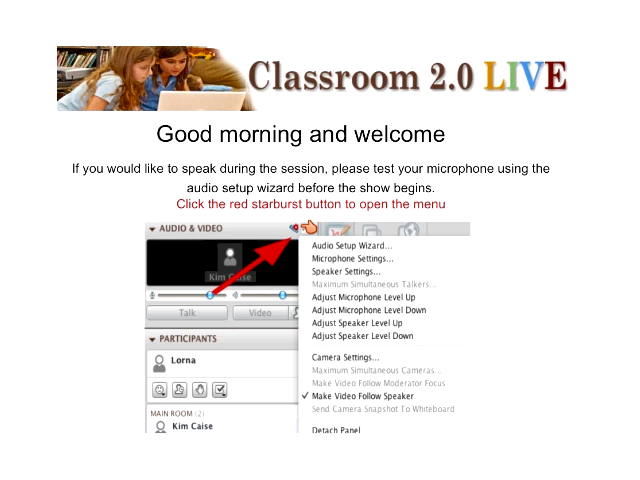 Classroom 2.0 LIVE
Good morning and welcome
If you would like to speak during the session, please test your microphone using the
audio setup wizard before the show begins.
Click the red starburst button to open the menu
AUDIO & VIDEO
Kim Caise
Talk
Video
PARTICIPANTS
Lorna
MAIN ROOM (2)
Kim Caise
Audio Setup Wizard...
Microphone Settings...
Speaker Settings...
Maximum Simultaneous Talkers...
Adjust Microphone Level Up
Adjust Microphone Level Down
Adjust Speaker Level Up
Adjust Speaker Level Down
Camera Settings...
Maximum Simultaneous Cameras...
Make Video Follow Moderator Focus
Make Video Follow Speaker
Send Camera Snapshot To Whiteboard
Detach Panel